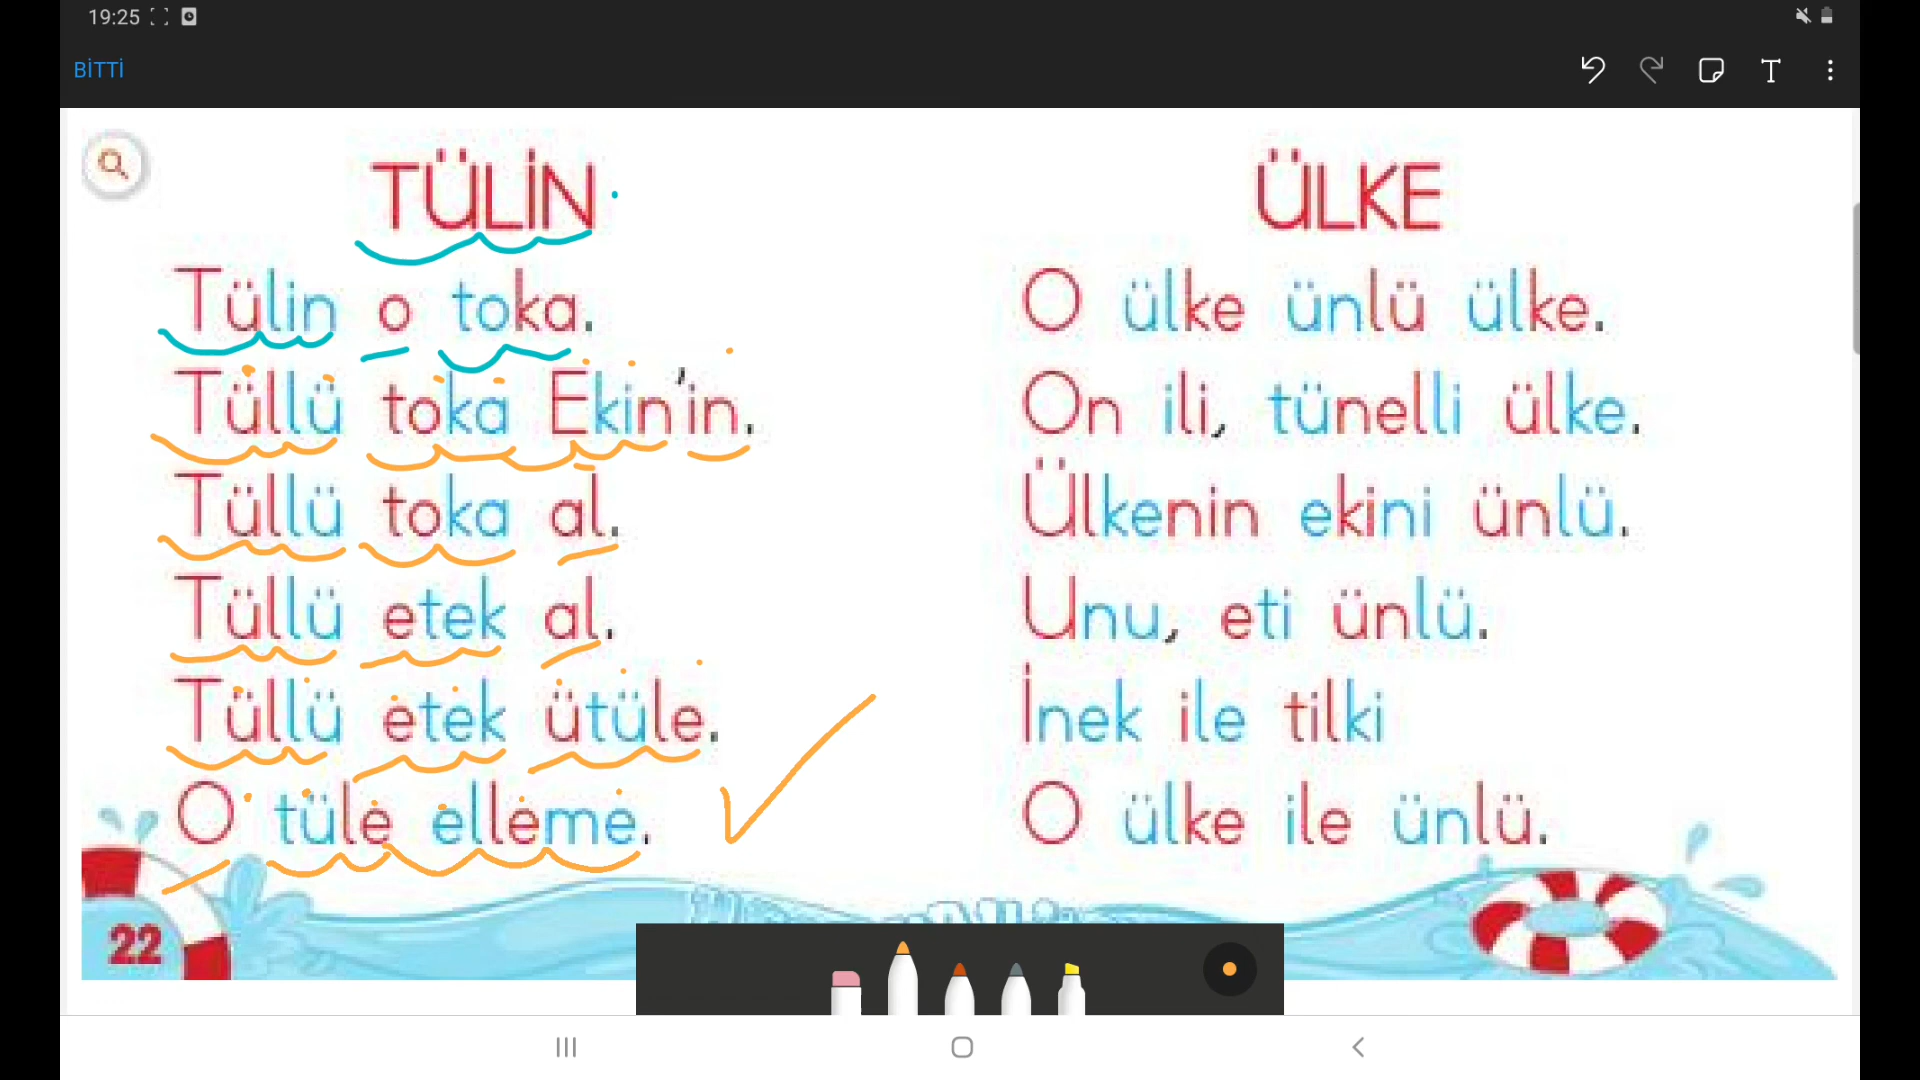 19:25
BİTTİ
TÜLİN
Tülin o toka.
Tüllü toka Ekin'in.
Tüllü toka al.
Tüllü etek al.
Tüllü etek ütüle.
O tüle elleme.
22
ÜLKE
O ülke ünlü ülke.
On ili, tünelli ülke.
Ülkenin ekini ünlü.
Unu, eti ünlü.
İnek ile tilki
O ülke ile ünlü.